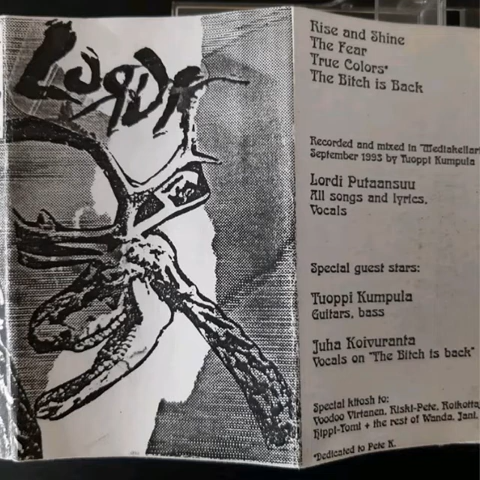 Lordi
Rise and Shine
The Fear
True Colors*
The Bitch is Back
Recorded and mixed in "Mediakellari"
September 1993 by Tuoppi Kumpula
Lordi Putaansuu
All songs and lyrics.
Vocals
Special guest stars:
Tuoppi Kumpula
Guitars, bass
Juha Koivuranta
Vocals on "The Bitch is back"
Special kiitosh to:
Voodoo Virtanen, Riski-Pete, Roikotta,
Hippi-Tomi + the rest of Wanda, Jani,
*Dedicated to Pete K.